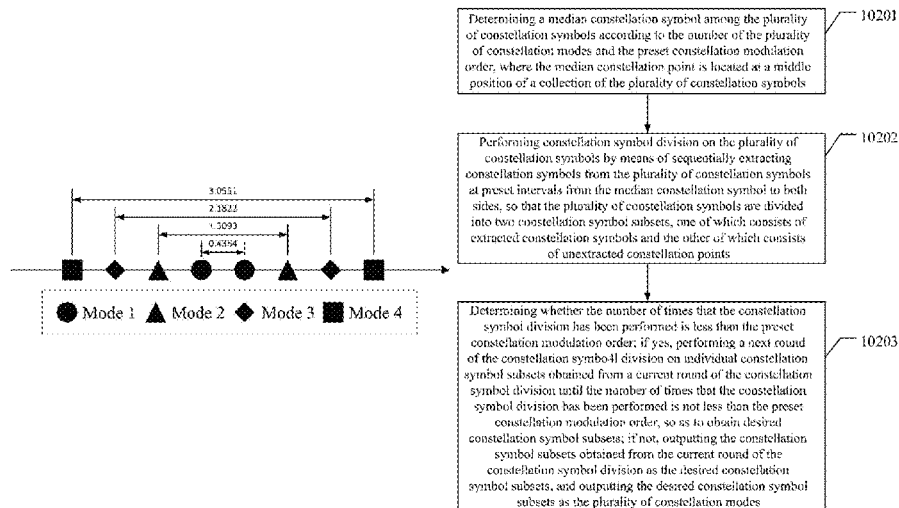 3.0551
2.1822
1.3093
0.4364
Mode 1
Mode 2
Mode 3
Mode 4
Determining a median constellation symbol among the plurality
of constellation symbols according to the number of the plurality
of constellation modes and the preset constellation modulation
order, where the median constellation point is located at a middle
position of a collection of the plurality of constellation symbols
10201
Performing constellation symbol division on the plurality of
constellation symbols by means of sequentially extracting
constellation symbols from the plurality of constellation symbols
at preset intervals from the median constellation symbol to both
sides, so that the plurality of constellation symbols are divided
into two constellation symbol subsets, one of which consists of
extracted constellation symbols and the other of which consists
of unextracted constellation points
10202
Determining whether the number of times that the constellation
symbol division has been performed is less than the preset
constellation modulation order; if yes, performing a next round
of the constellation symbo4l division on individual constellation
symbol subsets obtained from a current round of the constellation
symbol division until the number of times that the constellation
symbol division has been performed is not less than the preset
constellation modulation order, so as to obtain desired
constellation symbol subsets; if not, outputting the constellation
symbol subsets obtained from the current round of the
constellation symbol division as the desired constellation
symbol subsets, and outputting the desired constellation symbol
subsets as the plurality of constellation modes
10203